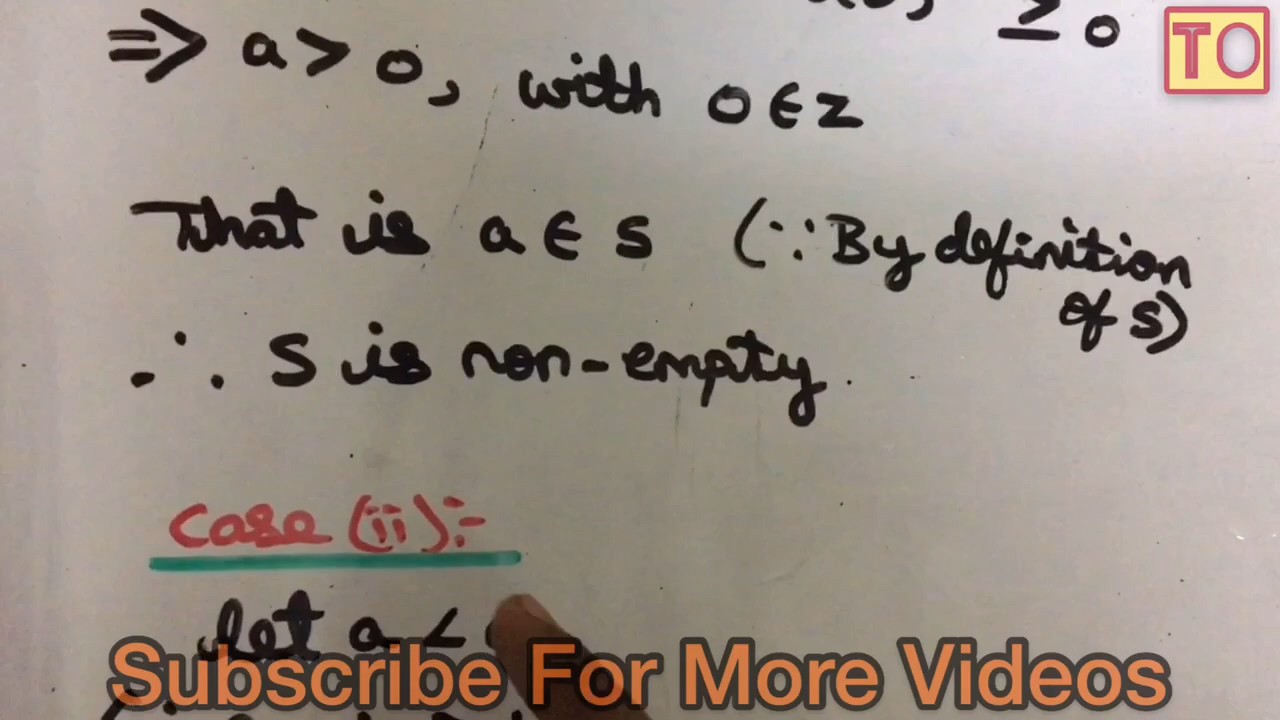 ≥ 0
TO
⇒ a > 0, with 0 ∈ z
That is a ∈ S (∵ By definition
of S)
∴ S is non-empty.
Case (ii):-
let a <
Subscribe For More Videos